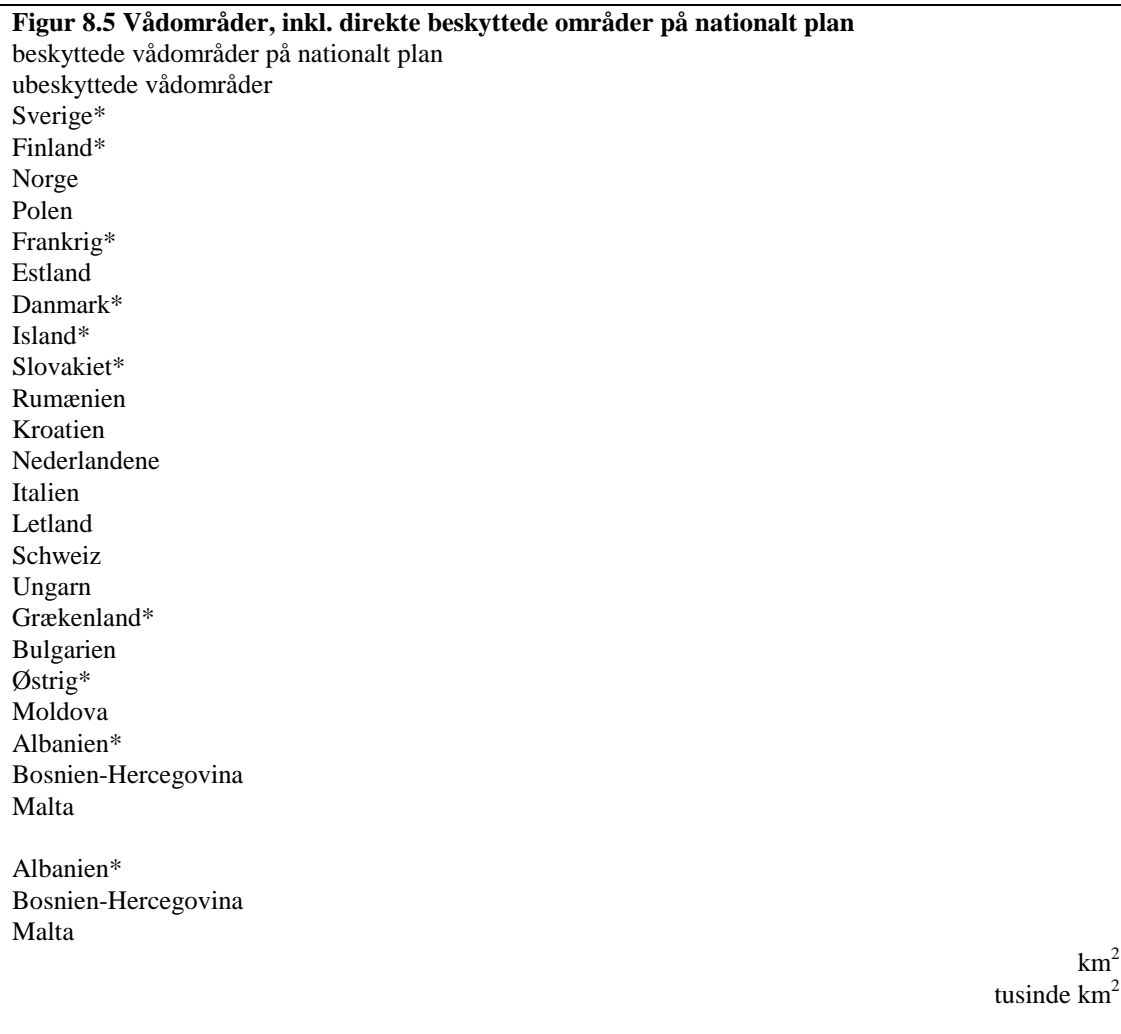 Figur 8.5 Vådområder, inkl. direkte beskyttede områder på nationalt plan
beskyttede vådområder på nationalt plan
ubeskyttede vådområder
Sverige*
Finland*
Norge
Polen
Frankrig*
Estland
Danmark*
Island*
Slovakiet*
Rumænien
Kroatien
Nederlandene
Italien
Letland
Schweiz
Ungarn
Grækenland*
Bulgarien
Østrig*
Moldova
Albanien*
Bosnien-Hercegovina
Malta
Albanien*
Bosnien-Hercegovina
Malta
km²
tusinde km²